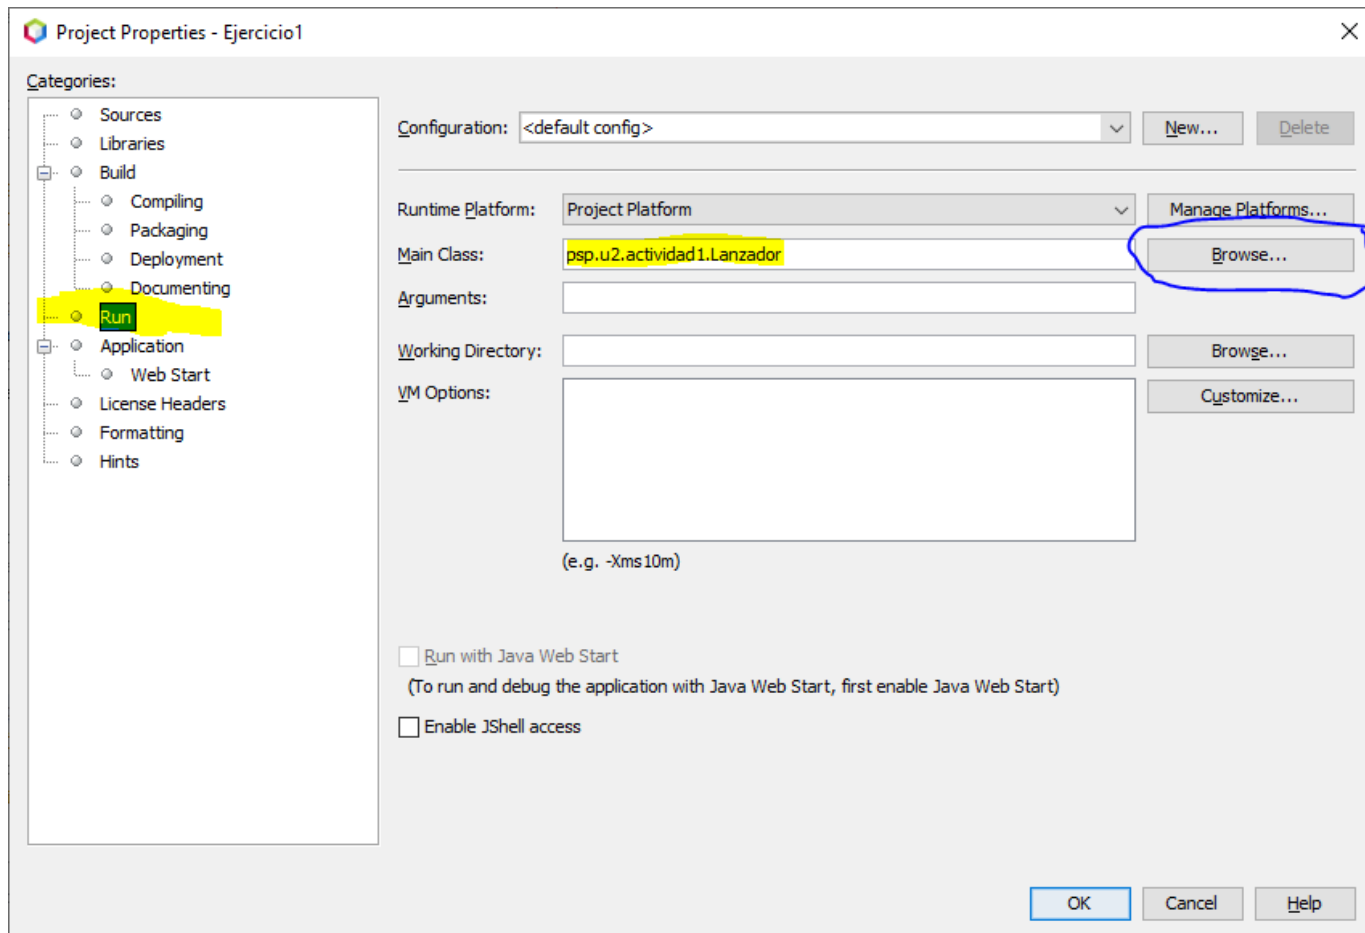 Project Properties - Ejercicio1
Categories:
Sources
Libraries
Build
Compiling
Packaging
Deployment
Documenting
Run
Application
Web Start
License Headers
Formatting
Hints
Configuration: <default config> New... Delete
Runtime Platform: Project Platform Manage Platforms...
Main Class: psp.u2.actividad1.Lanzador Browse...
Arguments:
Working Directory: Browse...
VM Options: Customize...
(e.g. -Xms10m)
Run with Java Web Start
(To run and debug the application with Java Web Start, first enable Java Web Start)
Enable JShell access
OK Cancel Help